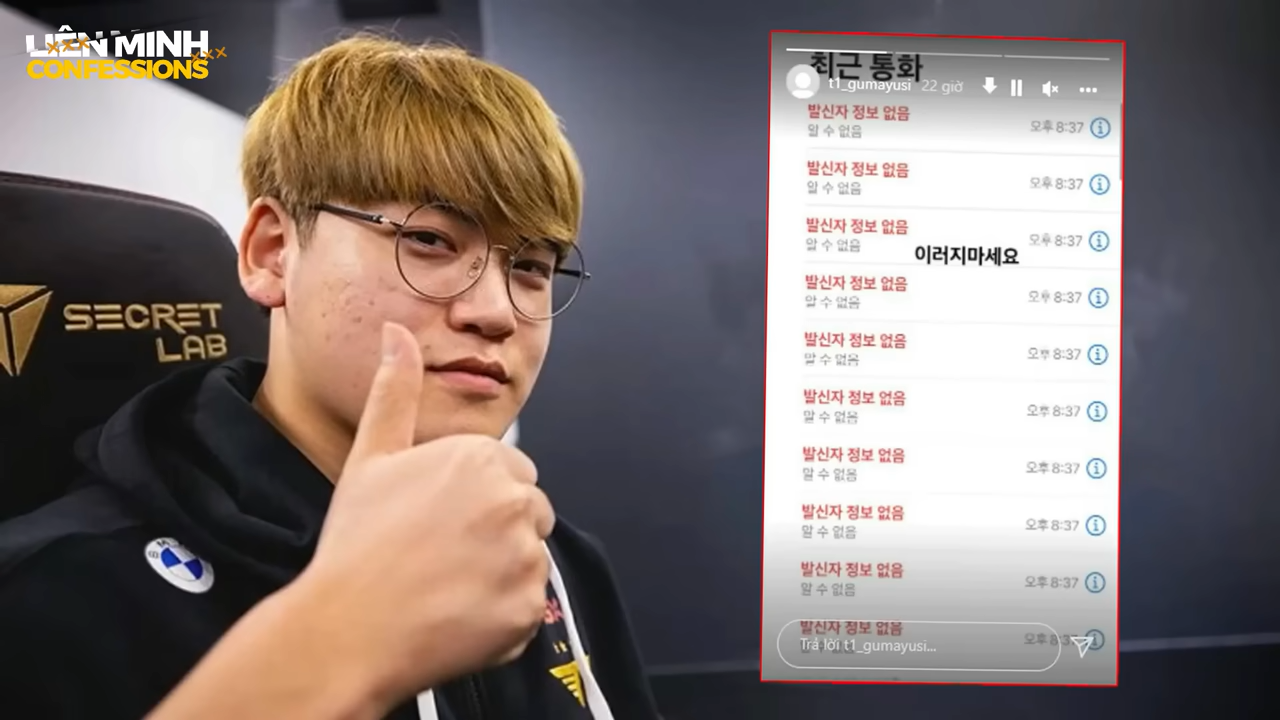 LIÊN MINH
CONFESSIONS
SECRET
LAB
최근 통화
t1_gumayusi 22 giờ
발신자 정보 없음
알 수 없음
오후 8:37
발신자 정보 없음
알 수 없음
오후 8:37
발신자 정보 없음
알 수 없음
오후 8:37
이러지마세요
발신자 정보 없음
알 수 없음
오후 8:37
발신자 정보 없음
알 수 없음
오후 8:37
발신자 정보 없음
알 수 없음
오후 8:37
발신자 정보 없음
알 수 없음
오후 8:37
발신자 정보 없음
알 수 없음
오후 8:37
발신자 정보 없음
알 수 없음
오후 8:37
발신자 정보 없음
오후 8:37
Trả lời t1_gumayusi...